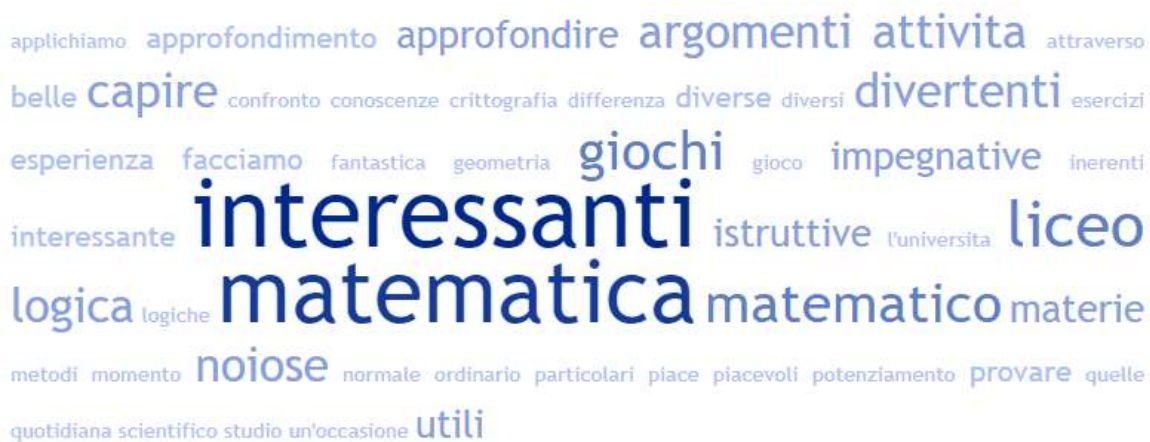 applichiamo approfondimento approfondire argomenti attivita attraverso
belle capire confronto conoscenze crittografia differenza diverse diversi divertenti esercizi
esperienza facciamo fantastica geometria giochi gioco impegnative inerenti
interessante interessanti istruttive l'universita liceo
logica logiche matematica matematico materie
metodi momento noiose normale ordinario particolari piace piacevoli potenziamento provare quelle
quotidiana scientifico studio un'occasione utili